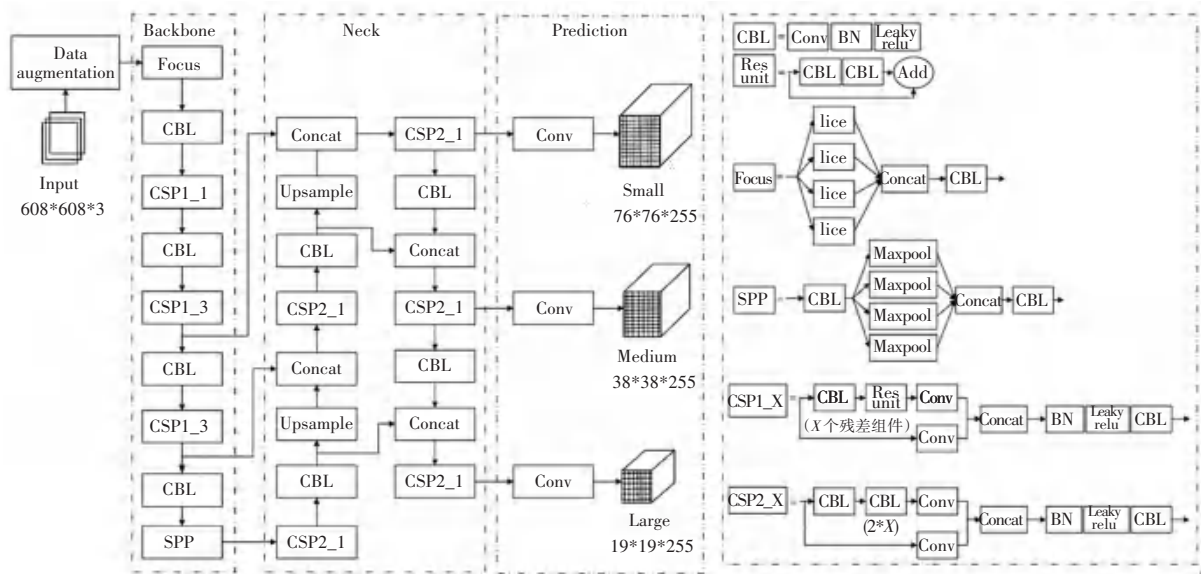 Data
augmentation
Input
608*608*3
Backbone
Focus
CBL
CSP1_1
CBL
CSP1_3
CBL
CSP1_3
CBL
SPP
Neck
Concat
Upsample
CBL
CSP2_1
Concat
Upsample
CBL
CSP2_1
CSP2_1
CBL
Concat
CSP2_1
CBL
Concat
CSP2_1
Prediction
Conv
Small
76*76*255
Conv
Medium
38*38*255
Conv
Large
19*19*255
CBL = Conv BN Leaky
relu
Res
unit = CBL CBL Add
Focus =
lice
lice
lice
lice
Concat CBL
SPP = CBL
Maxpool
Maxpool
Maxpool
Maxpool
Concat CBL
CSP1_X = CBL Res
unit Conv
(X个残差组件)
Conv
Concat BN Leaky
relu CBL
CSP2_X = CBL CBL Conv
(2*X)
Conv
Concat BN Leaky
relu CBL